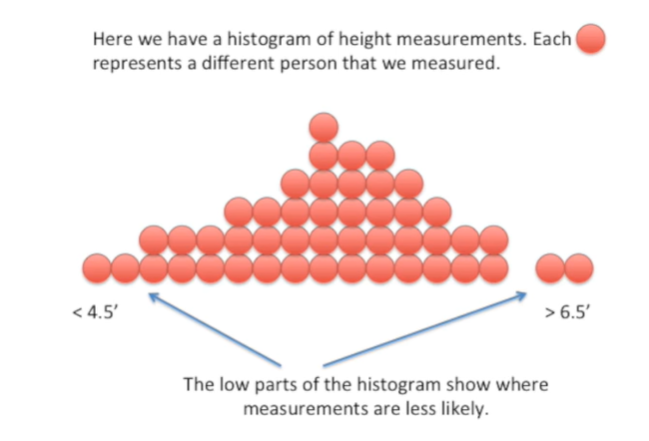 Here we have a histogram of height measurements. Each
represents a different person that we measured.
< 4.5’
> 6.5’
The low parts of the histogram show where
measurements are less likely.